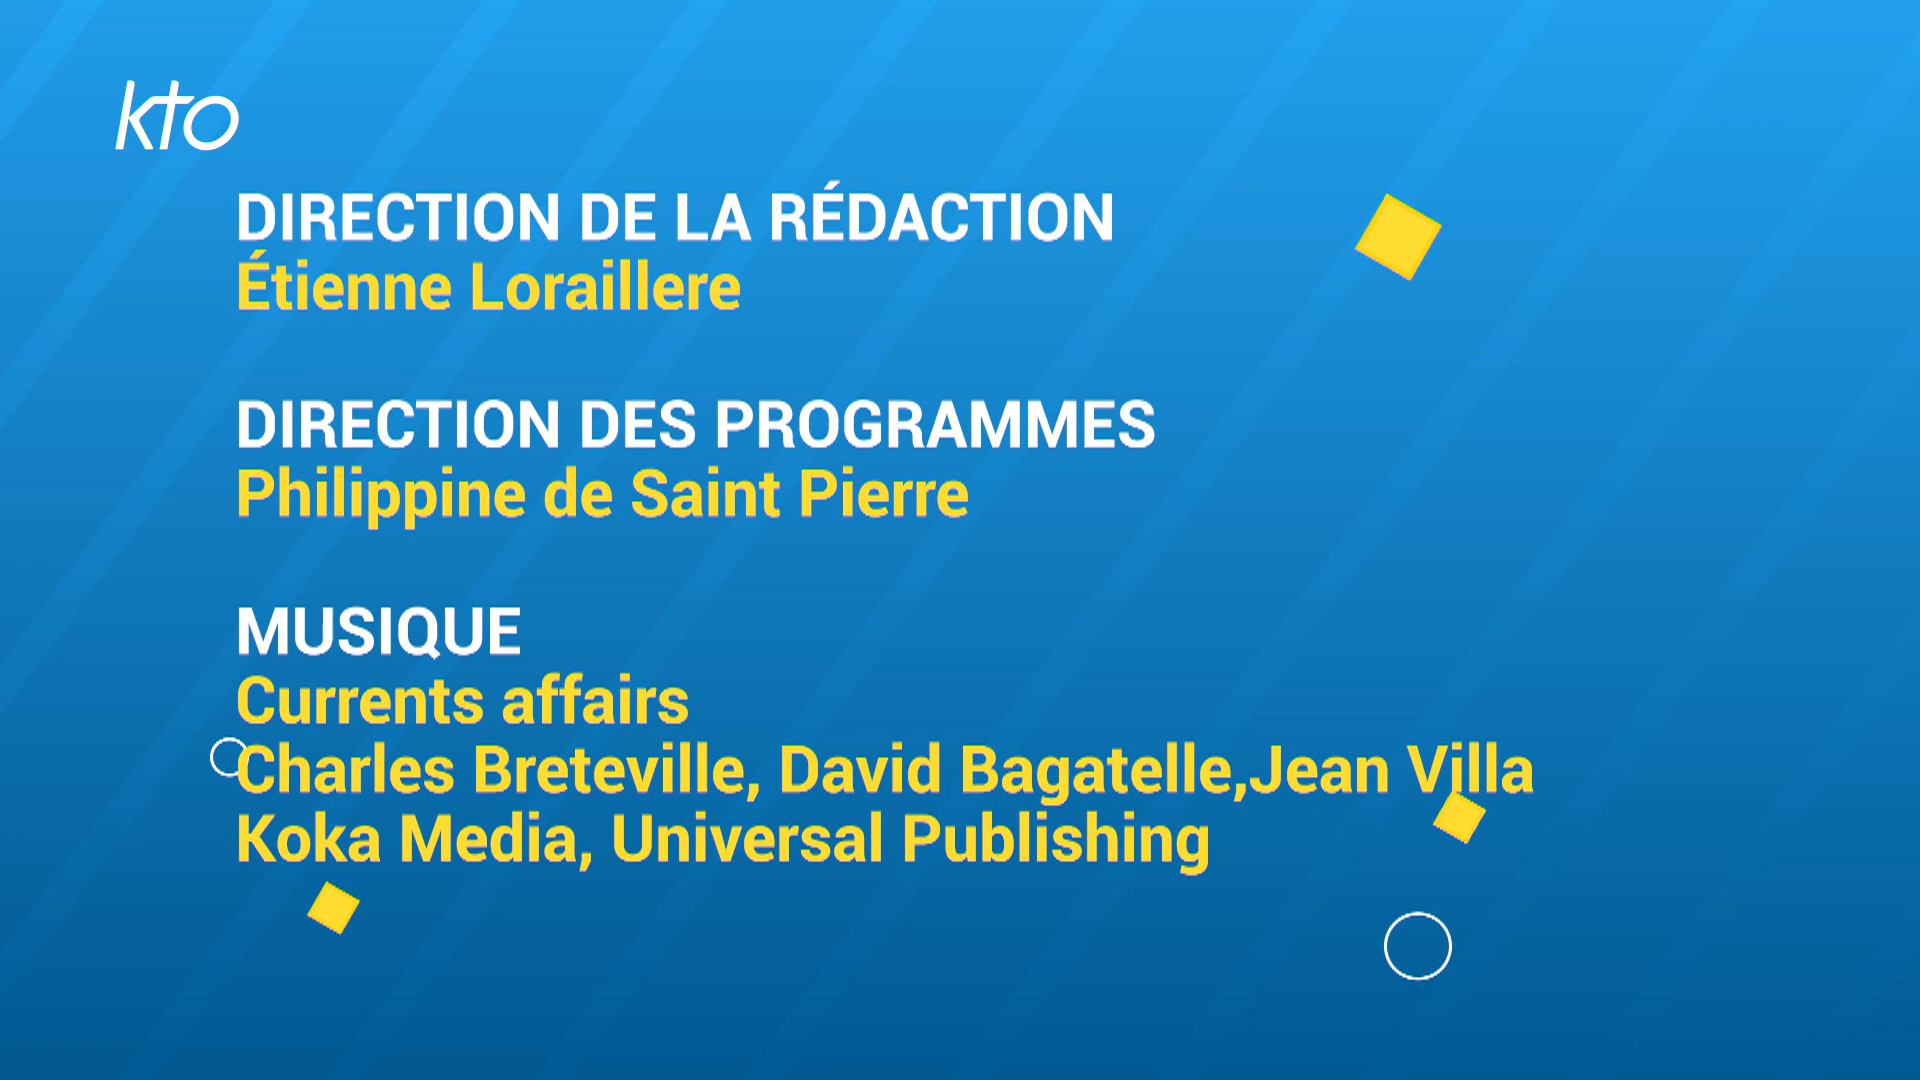 kto
DIRECTION DE LA RÉDACTION
Étienne Loraillere
DIRECTION DES PROGRAMMES
Philippine de Saint Pierre
MUSIQUE
Currents affairs
Charles Breteville, David Bagatelle,Jean Villa
Koka Media, Universal Publishing